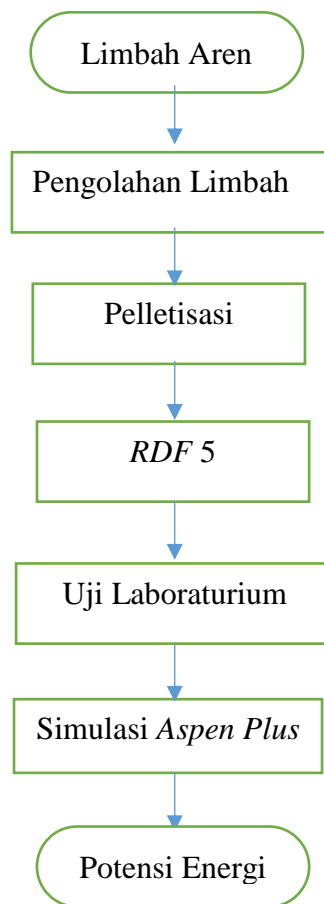 Limbah Aren
Pengolahan Limbah
Pelletisasi
RDF 5
Uji Laboraturium
Simulasi Aspen Plus
Potensi Energi